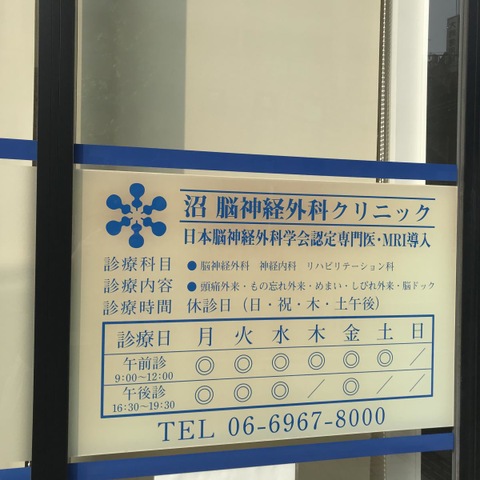 沼 脳神経外科クリニック
日本脳神経外科学会認定専門医・MRI導入
診療科目 ●脳神経外科 神経内科 リハビリテーション科
診療内容 ●頭痛外来・もの忘れ外来・めまい・しびれ外来・脳ドック
診療時間 休診日（日・祝・木・土午後）
診療日 月 火 水 木 金 土 日
午前診 9:00〜12:00 ◎ ◎ ◎ ◎ ◎ ◎ ／
午後診 16:30〜19:30 ◎ ◎ ◎ ／ ◎ ／ ／
TEL 06-6967-8000